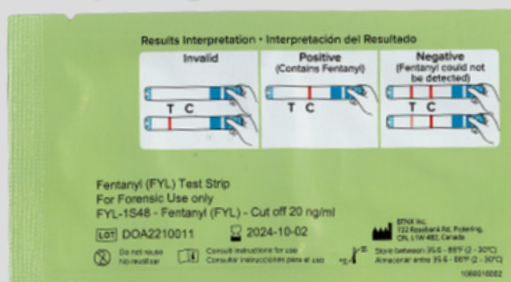 Results Interpretation • Interpretación del Resultado
Invalid
Positive
(Contains Fentanyl)
Negative
(Fentanyl could not
be detected)
T C
T C
T C
Fentanyl (FYL) Test Strip
For Forensic Use only
FYL-1S48 - Fentanyl (FYL) - Cut off 20 ng/ml
LOT DOA2210011
2024-10-02
BTNX Inc.
722 Rosebank Rd, Pickering,
ON, L1W 4B2, Canada
Do not reuse
No reutilizar
Consult instructions for use
Consultar instrucciones para el uso
Store between 35.6 - 86°F (2 - 30°C)
Almacenar entre 35.6 - 86°F (2 - 30°C)